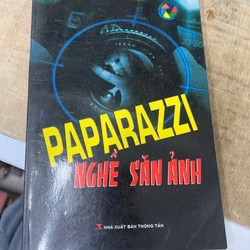 PAPARAZZI
NGHỀ SĂN ẢNH
NHÀ XUẤT BẢN THÔNG TẤN